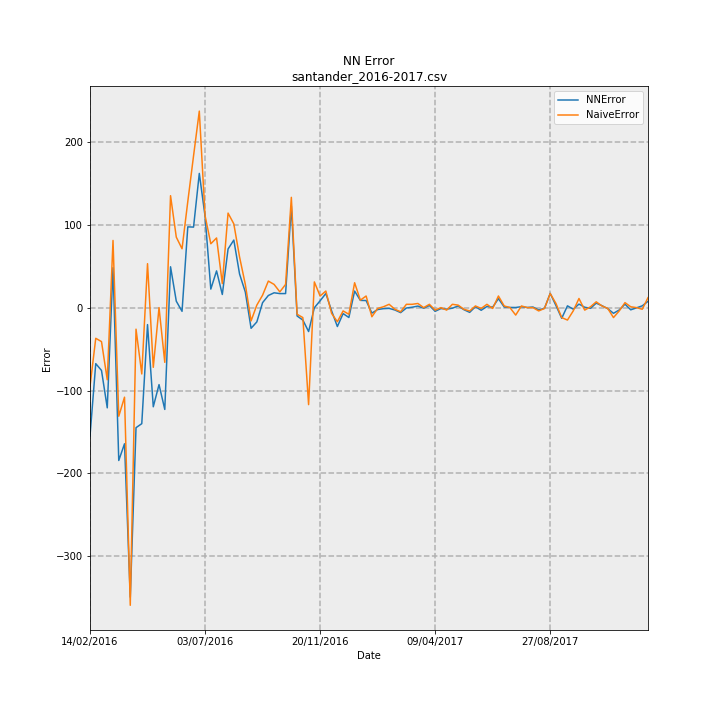 NN Error
santander_2016-2017.csv
NNError
NaiveError
200
100
0
−100
−200
−300
Error
14/02/2016
03/07/2016
20/11/2016
09/04/2017
27/08/2017
Date